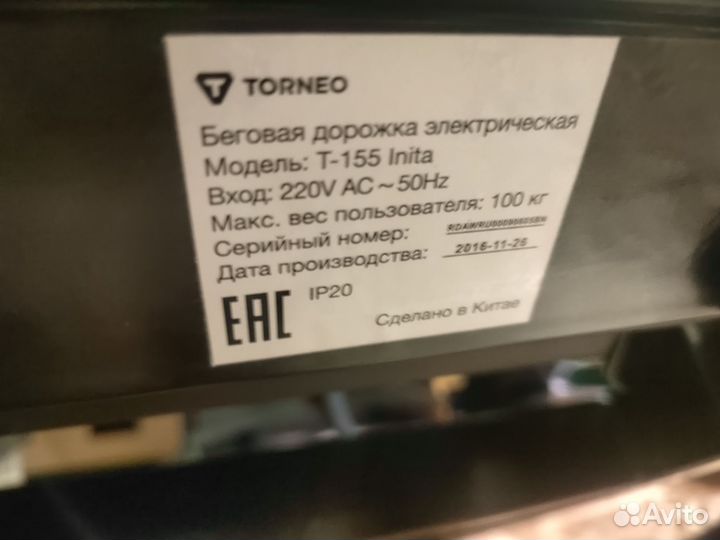 TORNEO
Беговая дорожка электрическая
Модель: T-155 Inita
Вход: 220V AC ~ 50Hz
Макс. вес пользователя: 100 кг
Серийный номер:
Дата производства: 2016-11-26
EAC IP20
Сделано в Китае
Avito